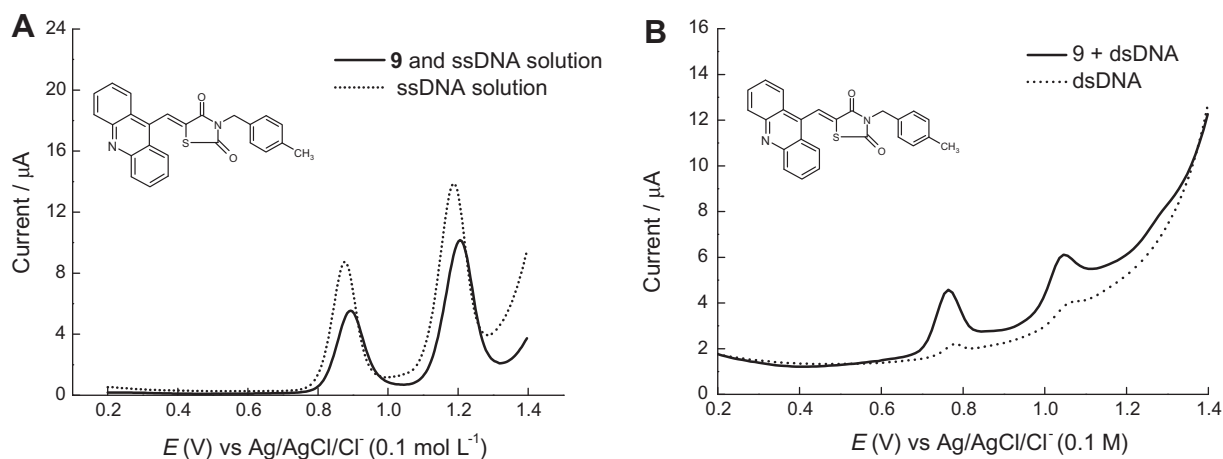 A
24
20
16
12
8
4
0
Current / μA
9 and ssDNA solution
ssDNA solution
O
N
S
O
CH3
N
0.2 0.4 0.6 0.8 1.0 1.2 1.4
E (V) vs Ag/AgCl/Cl- (0.1 mol L-1)
B
16
14
12
10
8
6
4
2
0
Current / μA
9 + dsDNA
dsDNA
O
N
S
O
CH3
N
0.2 0.4 0.6 0.8 1.0 1.2 1.4
E (V) vs Ag/AgCl/Cl- (0.1 M)